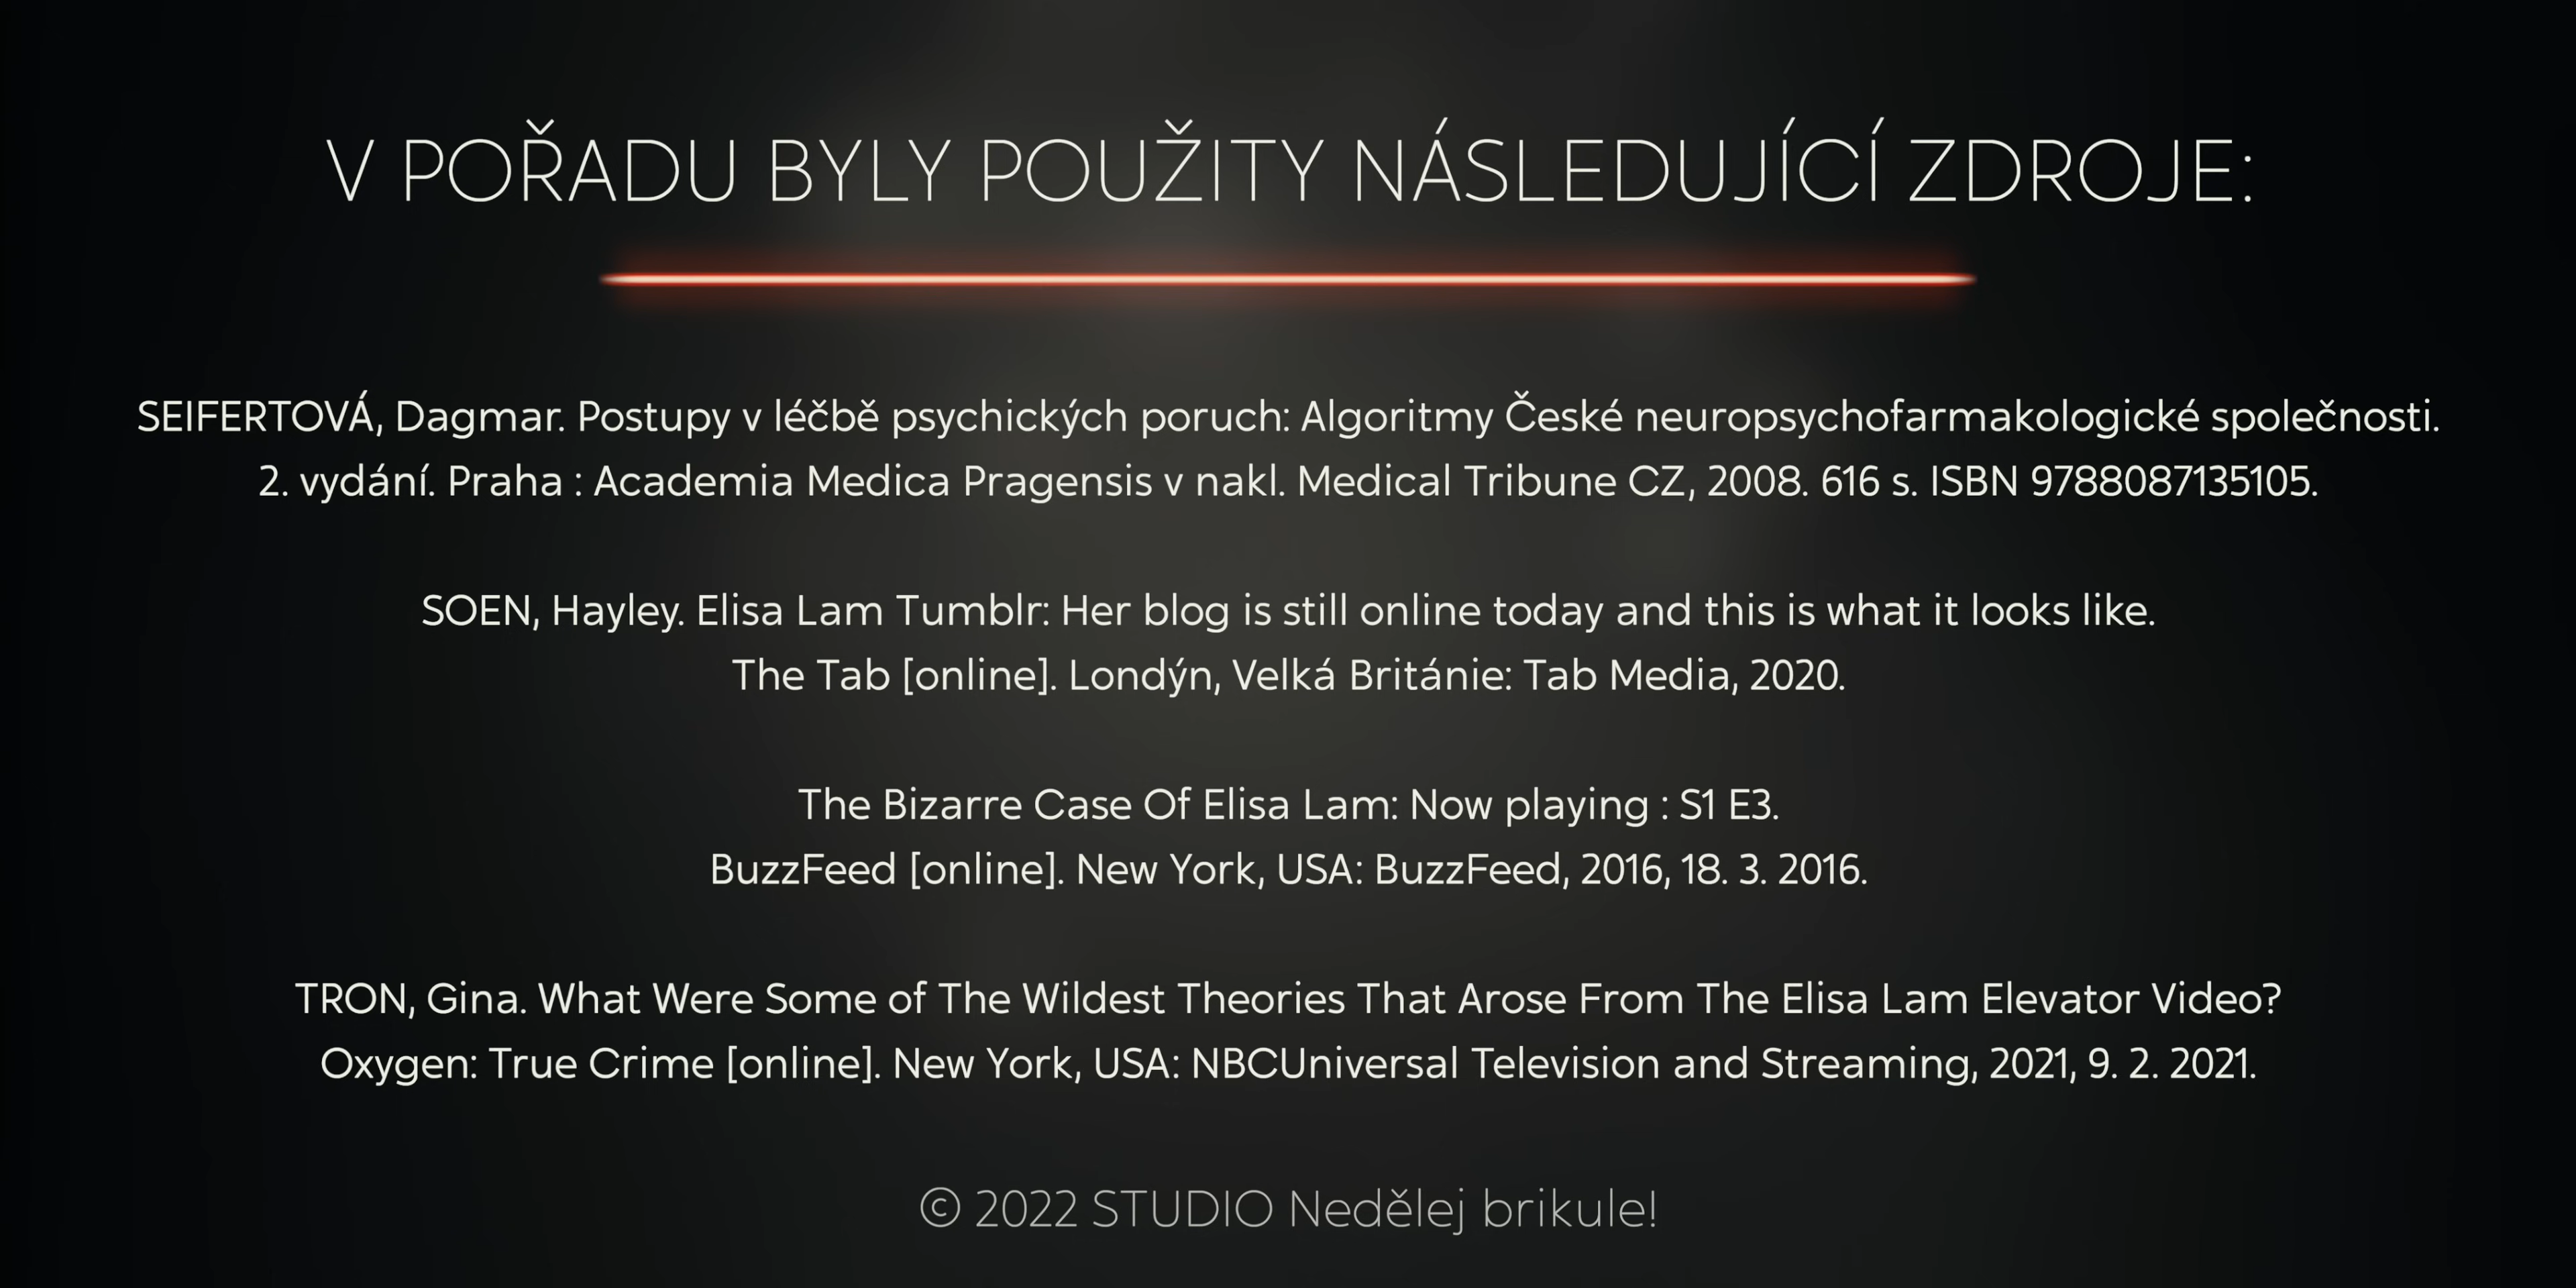 V POŘADU BYLY POUŽITY NÁSLEDUJÍCÍ ZDROJE:
SEIFERTOVÁ, Dagmar. Postupy v léčbě psychických poruch: Algoritmy České neuropsychofarmakologické společnosti.
2. vydání. Praha : Academia Medica Pragensis v nakl. Medical Tribune CZ, 2008. 616 s. ISBN 9788087135105.
SOEN, Hayley. Elisa Lam Tumblr: Her blog is still online today and this is what it looks like.
The Tab [online]. Londýn, Velká Británie: Tab Media, 2020.
The Bizarre Case Of Elisa Lam: Now playing : S1 E3.
BuzzFeed [online]. New York, USA: BuzzFeed, 2016, 18. 3. 2016.
TRON, Gina. What Were Some of The Wildest Theories That Arose From The Elisa Lam Elevator Video?
Oxygen: True Crime [online]. New York, USA: NBCUniversal Television and Streaming, 2021, 9. 2. 2021.
© 2022 STUDIO Nedělej brikule!